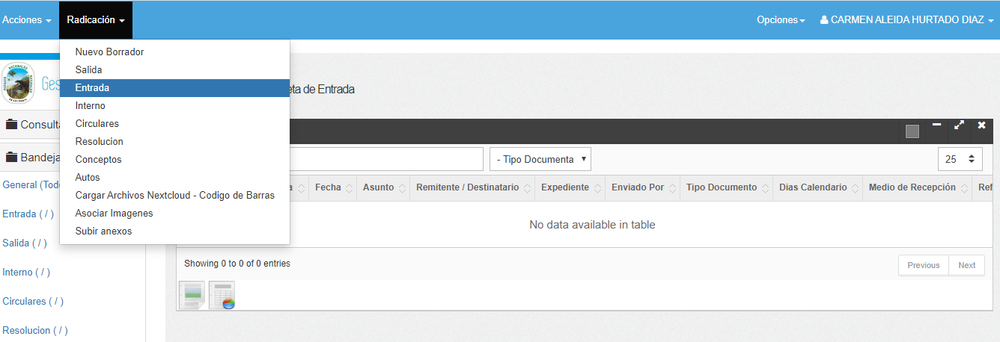 Acciones Radicación Opciones CARMEN ALEIDA HURTADO DIAZ
Nuevo Borrador
Salida
Entrada
Interno
Circulares
Resolucion
Conceptos
Autos
Cargar Archivos Nextcloud - Codigo de Barras
Asociar Imagenes
Subir anexos
Ges
eta de Entrada
Consulta
Bandeja
General (Tod
Entrada ( / )
Salida ( / )
Interno ( / )
Circulares ( / )
Resolucion ( / )
- Tipo Documenta 25
a Fecha Asunto Remitente / Destinatario Expediente Enviado Por Tipo Documento Dias Calendario Medio de Recepción Ref
No data available in table
Showing 0 to 0 of 0 entries Previous Next